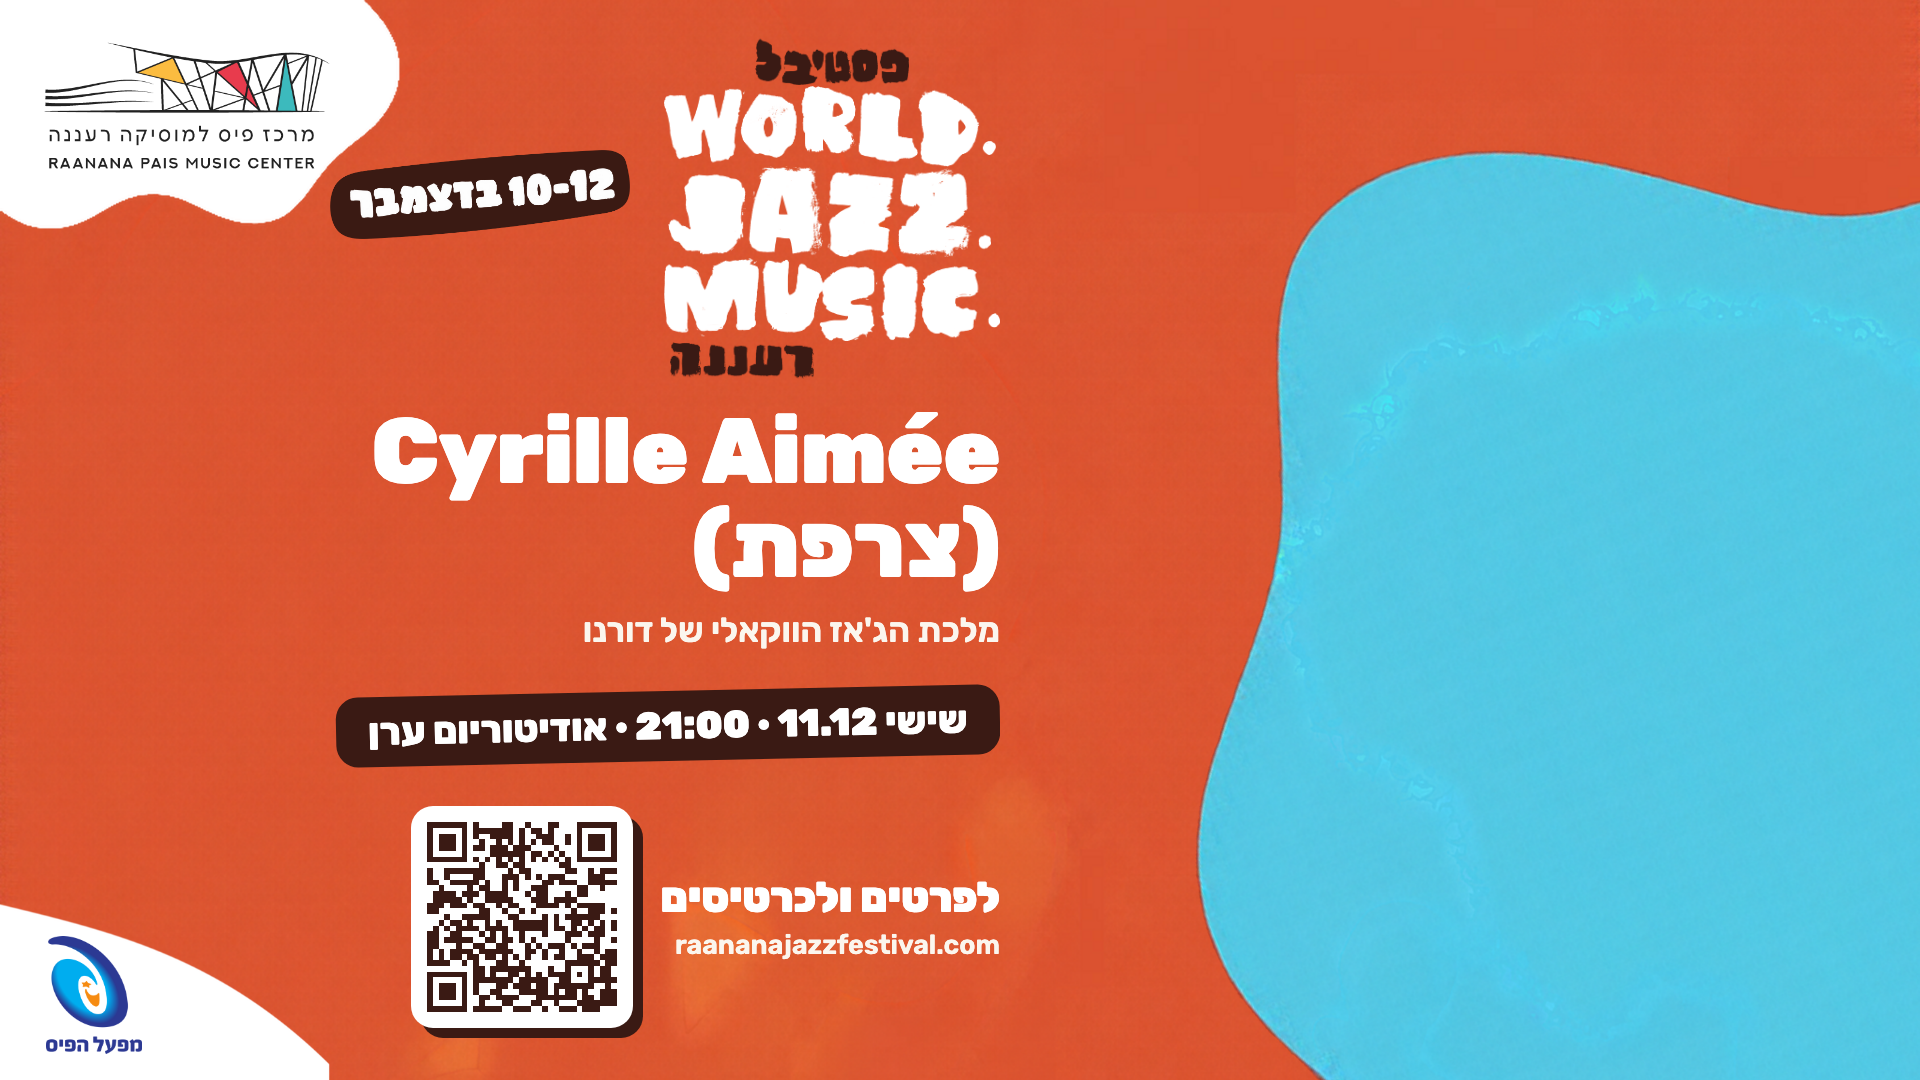 מרכז פיס למוסיקה רעננה
RAANANA PAIS MUSIC CENTER
10-12 בדצמבר
פסטיבל
WORLD.
JAZZ.
MUSIC.
רעננה
Cyrille Aimée
(צרפת)
מלכת הג'אז הווקאלי של דורנו
שישי 11.12 • 21:00 • אודיטוריום ערן
לפרטים ולכרטיסים
raananajazzfestival.com
מפעל הפיס